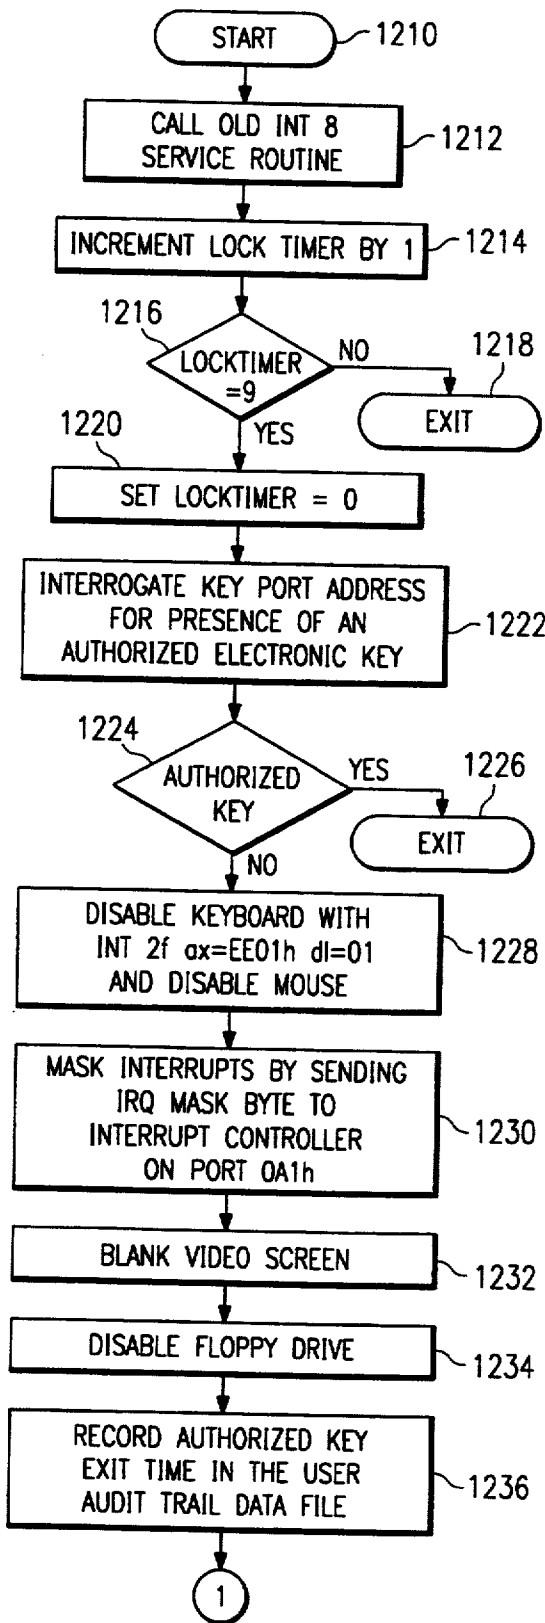 START
1210
CALL OLD INT 8
SERVICE ROUTINE
1212
INCREMENT LOCK TIMER BY 1
1214
1216
LOCKTIMER
=9
NO
1218
EXIT
YES
1220
SET LOCKTIMER = 0
INTERROGATE KEY PORT ADDRESS
FOR PRESENCE OF AN
AUTHORIZED ELECTRONIC KEY
1222
1224
AUTHORIZED
KEY
YES
1226
EXIT
NO
DISABLE KEYBOARD WITH
INT 2f ax=EE01h dl=01
AND DISABLE MOUSE
1228
MASK INTERRUPTS BY SENDING
IRQ MASK BYTE TO
INTERRUPT CONTROLLER
ON PORT 0A1h
1230
BLANK VIDEO SCREEN
1232
DISABLE FLOPPY DRIVE
1234
RECORD AUTHORIZED KEY
EXIT TIME IN THE USER
AUDIT TRAIL DATA FILE
1236
1